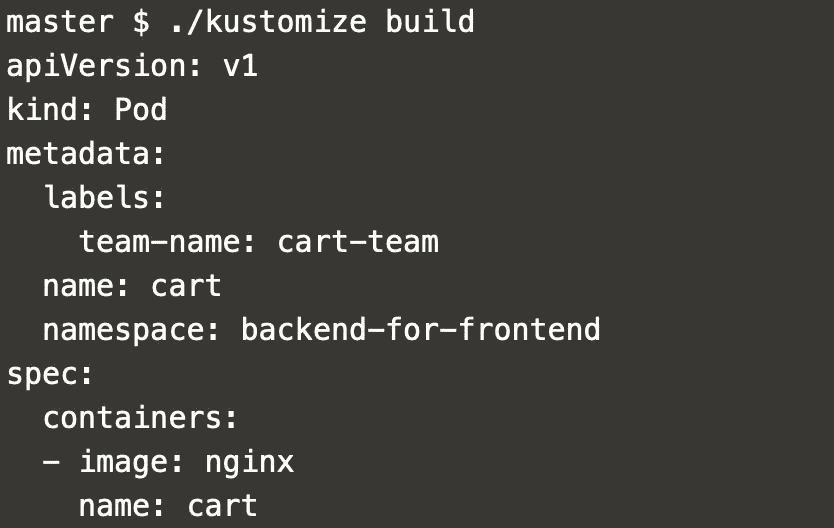 master $ ./kustomize build
apiVersion: v1
kind: Pod
metadata:
  labels:
    team-name: cart-team
  name: cart
  namespace: backend-for-frontend
spec:
  containers:
  - image: nginx
    name: cart